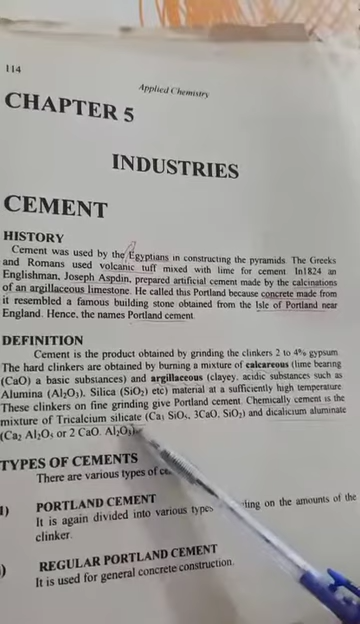 114
Applied Chemistry
CHAPTER 5
INDUSTRIES
CEMENT
HISTORY
Cement was used by the Egyptians in constructing the pyramids. The Greeks
and Romans used volcanic tuff mixed with lime for cement In1824 an
Englishman, Joseph Aspdin, prepared artificial cement made by the calcinations
of an argillaceous limestone. He called this Portland because concrete made from
it resembled a famous building stone obtained from the Isle of Portland near
England. Hence, the names Portland cement.
DEFINITION
Cement is the product obtained by grinding the clinkers 2 to 4% gypsum.
The hard clinkers are obtained by burning a mixture of calcareous (lime bearing
(CaO) a basic substances) and argillaceous (clayey, acidic substances such as
Alumina (Al₂O₃), Silica (SiO₂) etc) material at a sufficiently high temperature.
These clinkers on fine grinding give Portland cement. Chemically cement is the
mixture of Tricalcium silicate (Ca₃ SiO₅, 3CaO, SiO₂) and dicalicium aluminate
(Ca₂ Al₂O₅ or 2 CaO. Al₂O₃).
TYPES OF CEMENTS
There are various types of
PORTLAND CEMENT
It is again divided into various types on the amounts of the
clinker.
REGULAR PORTLAND CEMENT
It is used for general concrete construction.